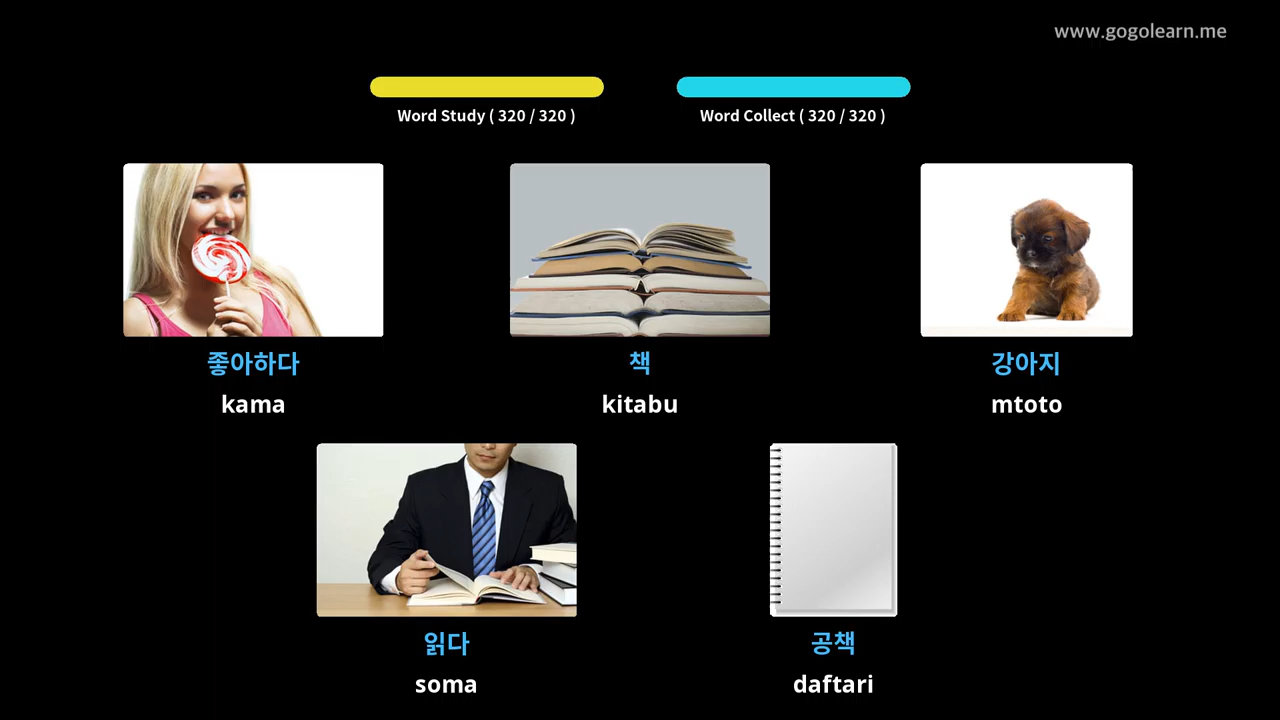 www.gogolearn.me
Word Study ( 320 / 320 )
Word Collect ( 320 / 320 )
좋아하다
kama
책
kitabu
강아지
mtoto
읽다
soma
공책
daftari